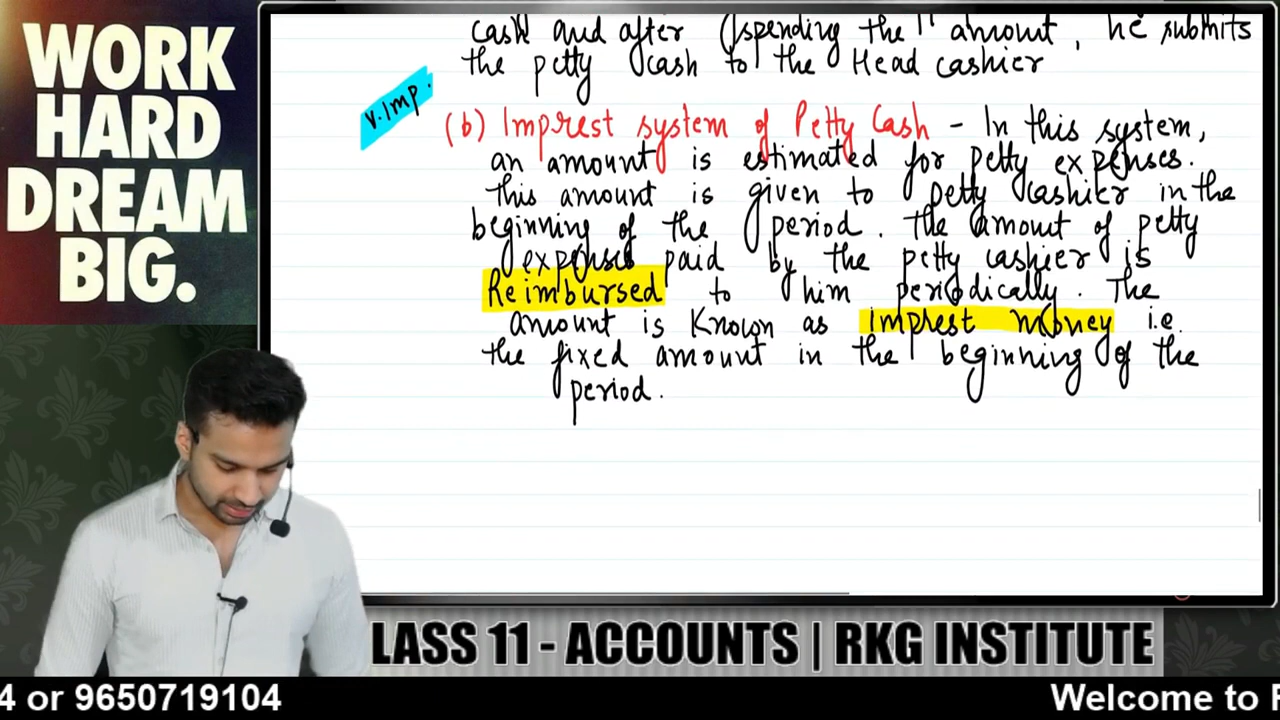 WORK
HARD
DREAM
BIG.
cash and after spending the amount, he submits
the petty cash to the Head cashier
V. Imp.
(b) Imprest system of Petty Cash - In this system,
an amount is estimated for petty expenses.
This amount is given to petty cashier in the
beginning of the period. The amount of petty
expenses paid by the petty cashier is
Reimbursed to him periodically. The
amount is Known as imprest money i.e.
the fixed amount in the beginning of the
period.
LASS 11 - ACCOUNTS | RKG INSTITUTE
4 or 9650719104
Welcome to